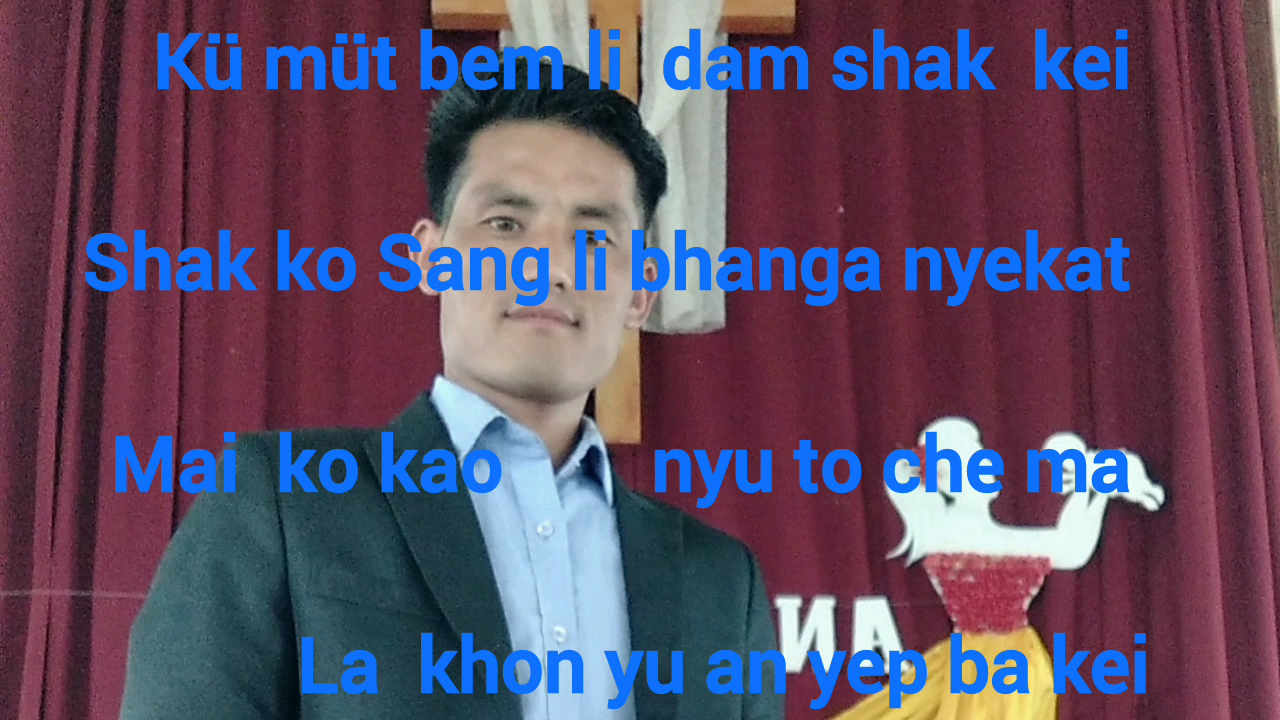 Kü müt bem li dam shak kei
Shak ko Sang li bhanga nyekat
Mai ko kao nyu to che ma
La khon yu an yep ba kei